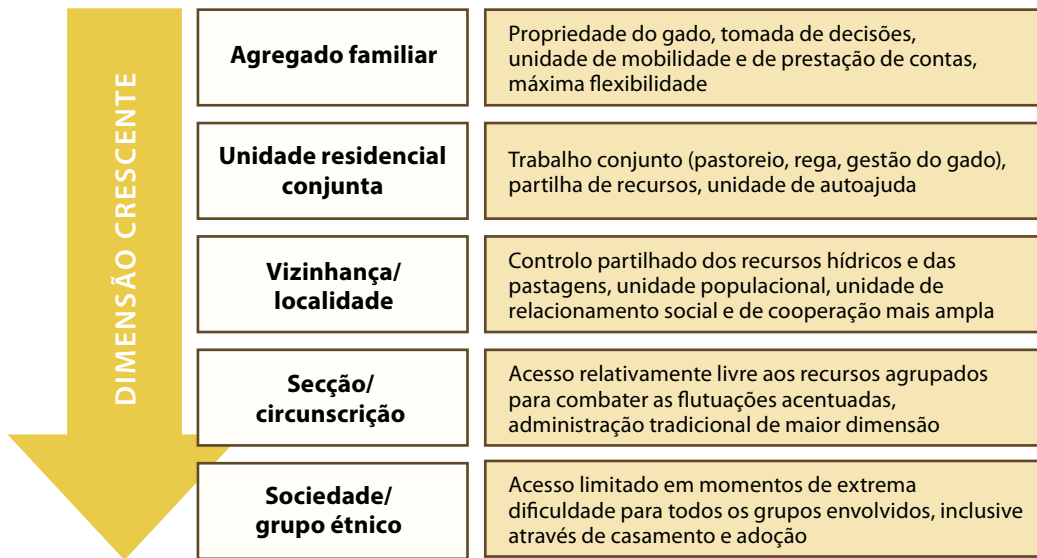 DIMENSÃO CRESCENTE
Agregado familiar
Propriedade do gado, tomada de decisões,
unidade de mobilidade e de prestação de contas,
máxima flexibilidade
Unidade residencial
conjunta
Trabalho conjunto (pastoreio, rega, gestão do gado),
partilha de recursos, unidade de autoajuda
Vizinhança/
localidade
Controlo partilhado dos recursos hídricos e das
pastagens, unidade populacional, unidade de
relacionamento social e de cooperação mais ampla
Secção/
circunscrição
Acesso relativamente livre aos recursos agrupados
para combater as flutuações acentuadas,
administração tradicional de maior dimensão
Sociedade/
grupo étnico
Acesso limitado em momentos de extrema
dificuldade para todos os grupos envolvidos, inclusive
através de casamento e adoção